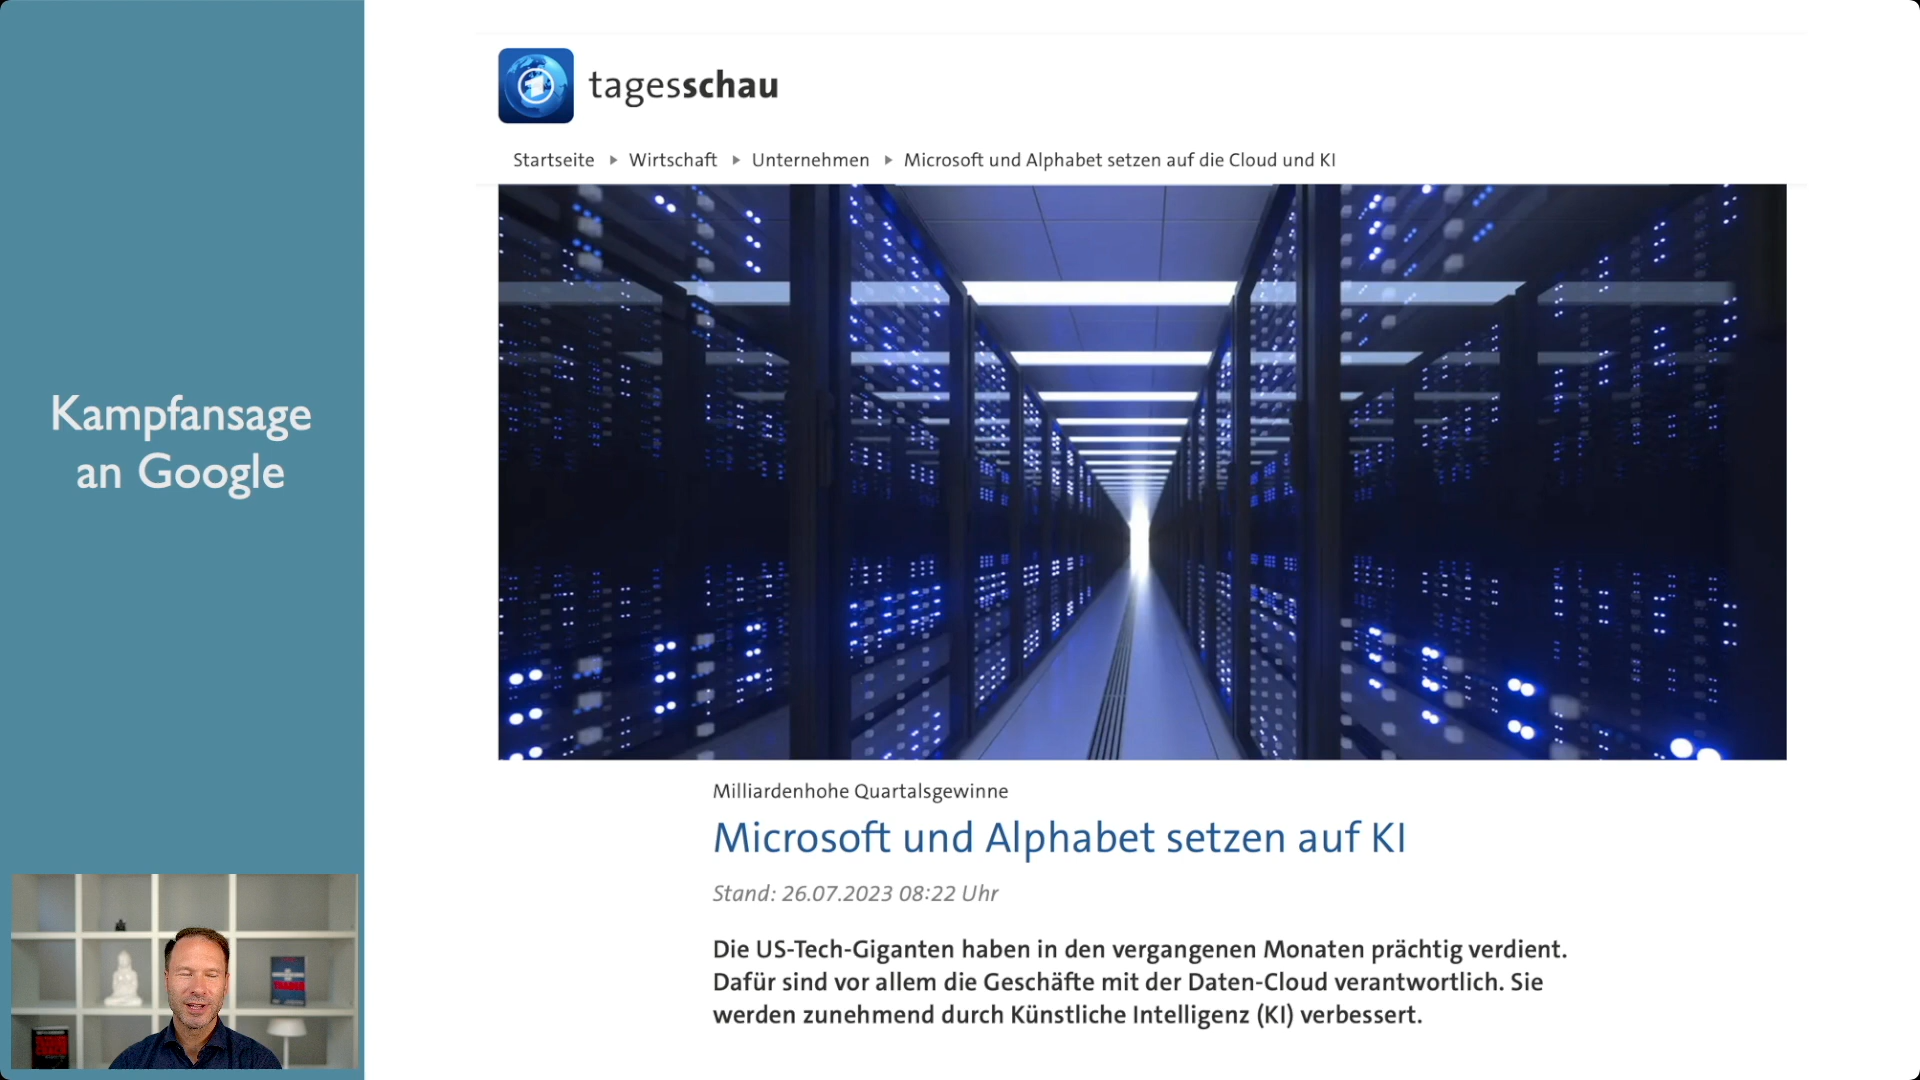 Kampfansage
an Google
tagesschau
Startseite
Wirtschaft
Unternehmen
Microsoft und Alphabet setzen auf die Cloud und KI
Milliardenhohe Quartalsgewinne
Microsoft und Alphabet setzen auf KI
Stand: 26.07.2023 08:22 Uhr
Die US-Tech-Giganten haben in den vergangenen Monaten prächtig verdient.
Dafür sind vor allem die Geschäfte mit der Daten-Cloud verantwortlich. Sie
werden zunehmend durch Künstliche Intelligenz (KI) verbessert.